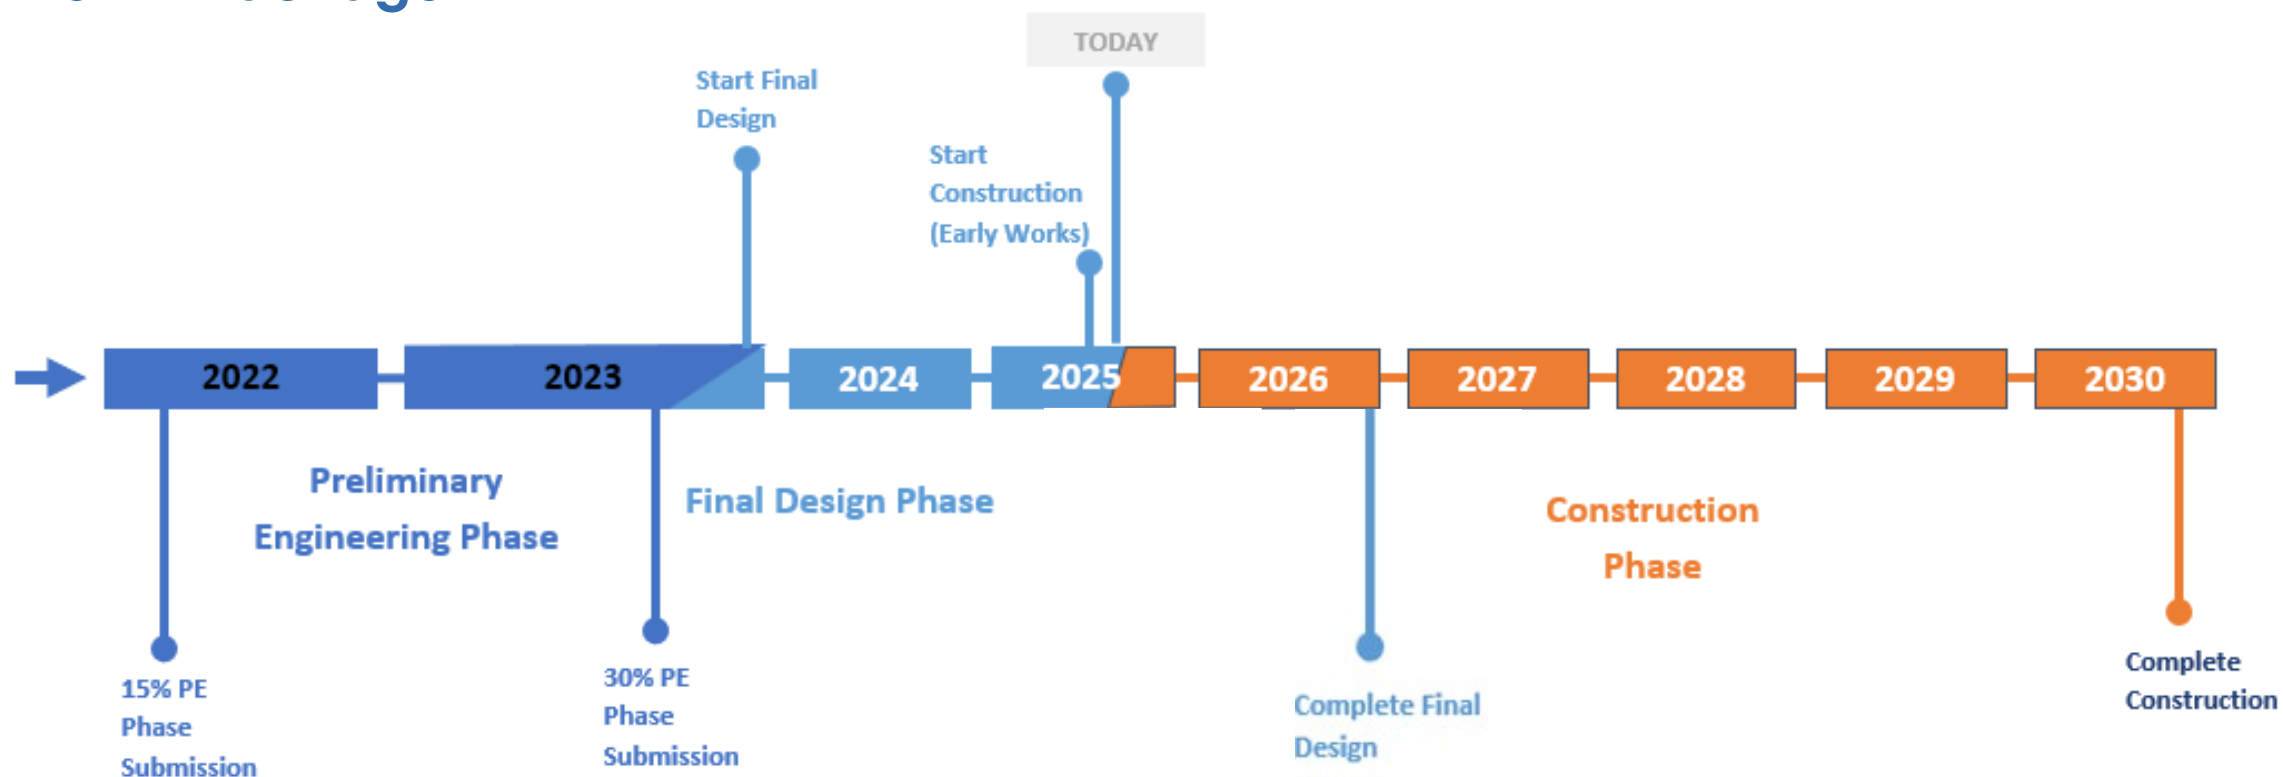 TODAY
Start Final
Design
Start
Construction
(Early Works)
2022
2023
2024
2025
2026
2027
2028
2029
2030
Preliminary
Engineering Phase
Final Design Phase
Construction
Phase
15% PE
Phase
Submission
30% PE
Phase
Submission
Complete Final
Design
Complete
Construction